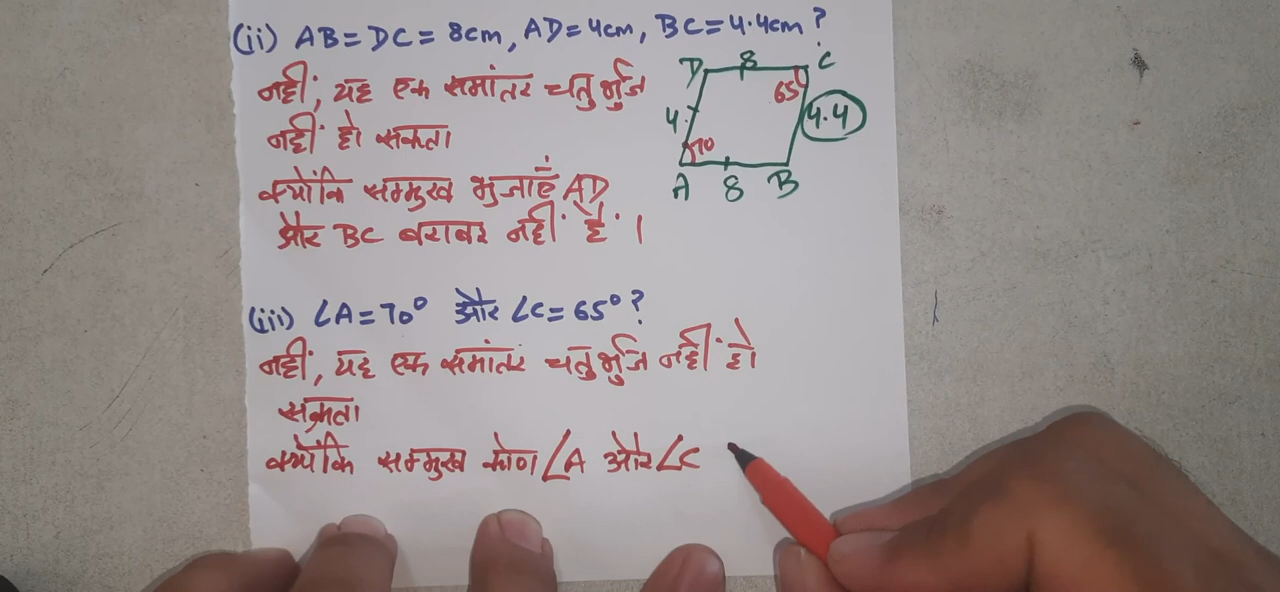 (ii) AB = DC = 8cm, AD = 4cm, BC = 4.4cm ?
नहीं, यह एक समांतर चतुर्भुज
नहीं हो सकता
क्योंकि सम्मुख भुजाएँ AD
और BC बराबर नहीं है ।
D 8 C
65
4 4.4
70
A 8 B
(iii) ∠A = 70° और ∠C = 65° ?
नहीं, यह एक समांतर चतुर्भुज नहीं हो
सकता
क्योंकि सम्मुख कोण ∠A और ∠C